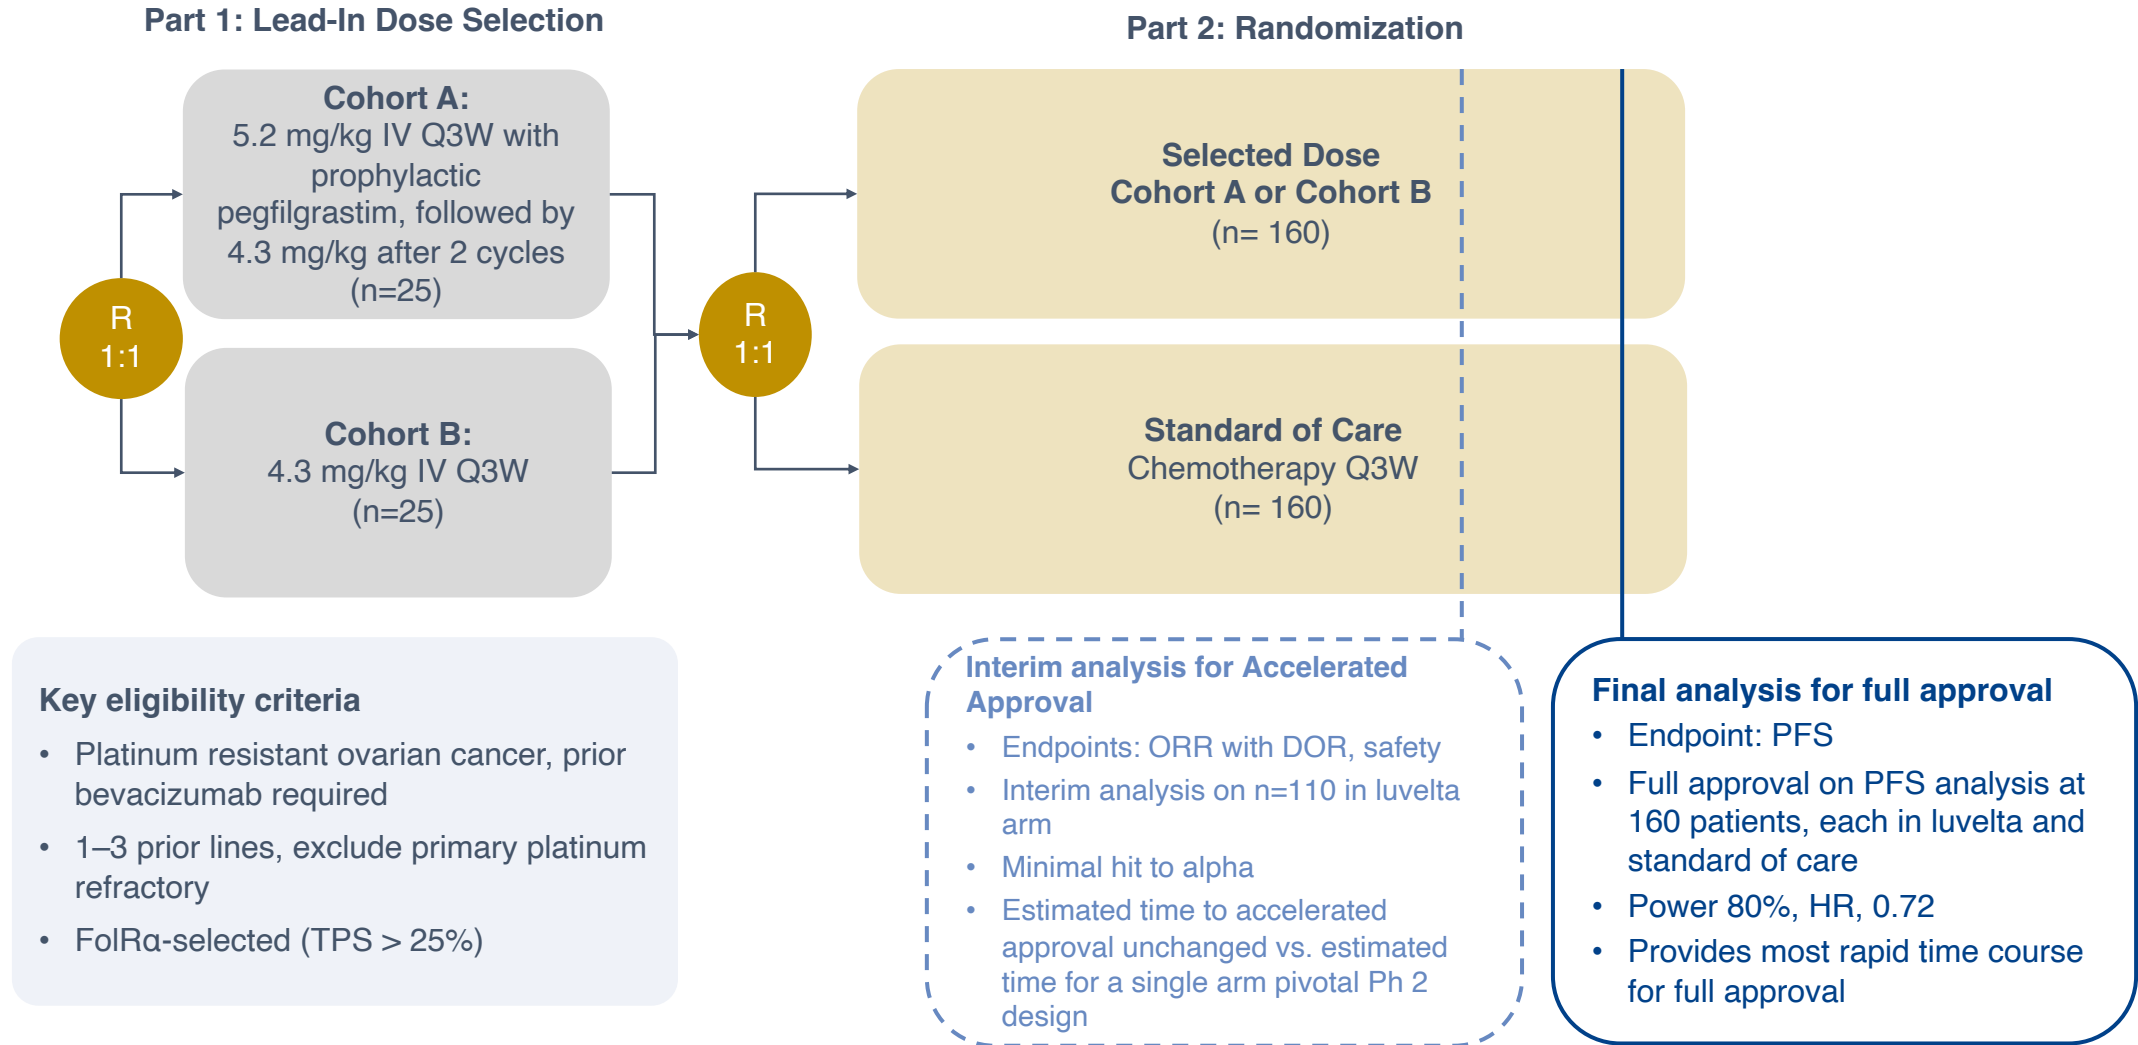 Part 1: Lead-In Dose Selection
Cohort A:
5.2 mg/kg IV Q3W with
prophylactic
pegfilgrastim, followed by
4.3 mg/kg after 2 cycles
(n=25)
R
1:1
Cohort B:
4.3 mg/kg IV Q3W
(n=25)
Part 2: Randomization
R
1:1
Selected Dose
Cohort A or Cohort B
(n= 160)
Standard of Care
Chemotherapy Q3W
(n= 160)
Key eligibility criteria
• Platinum resistant ovarian cancer, prior
bevacizumab required
• 1–3 prior lines, exclude primary platinum
refractory
• FolRα-selected (TPS > 25%)
Interim analysis for Accelerated
Approval
• Endpoints: ORR with DOR, safety
• Interim analysis on n=110 in luvelta
arm
• Minimal hit to alpha
• Estimated time to accelerated
approval unchanged vs. estimated
time for a single arm pivotal Ph 2
design
Final analysis for full approval
• Endpoint: PFS
• Full approval on PFS analysis at
160 patients, each in luvelta and
standard of care
• Power 80%, HR, 0.72
• Provides most rapid time course
for full approval